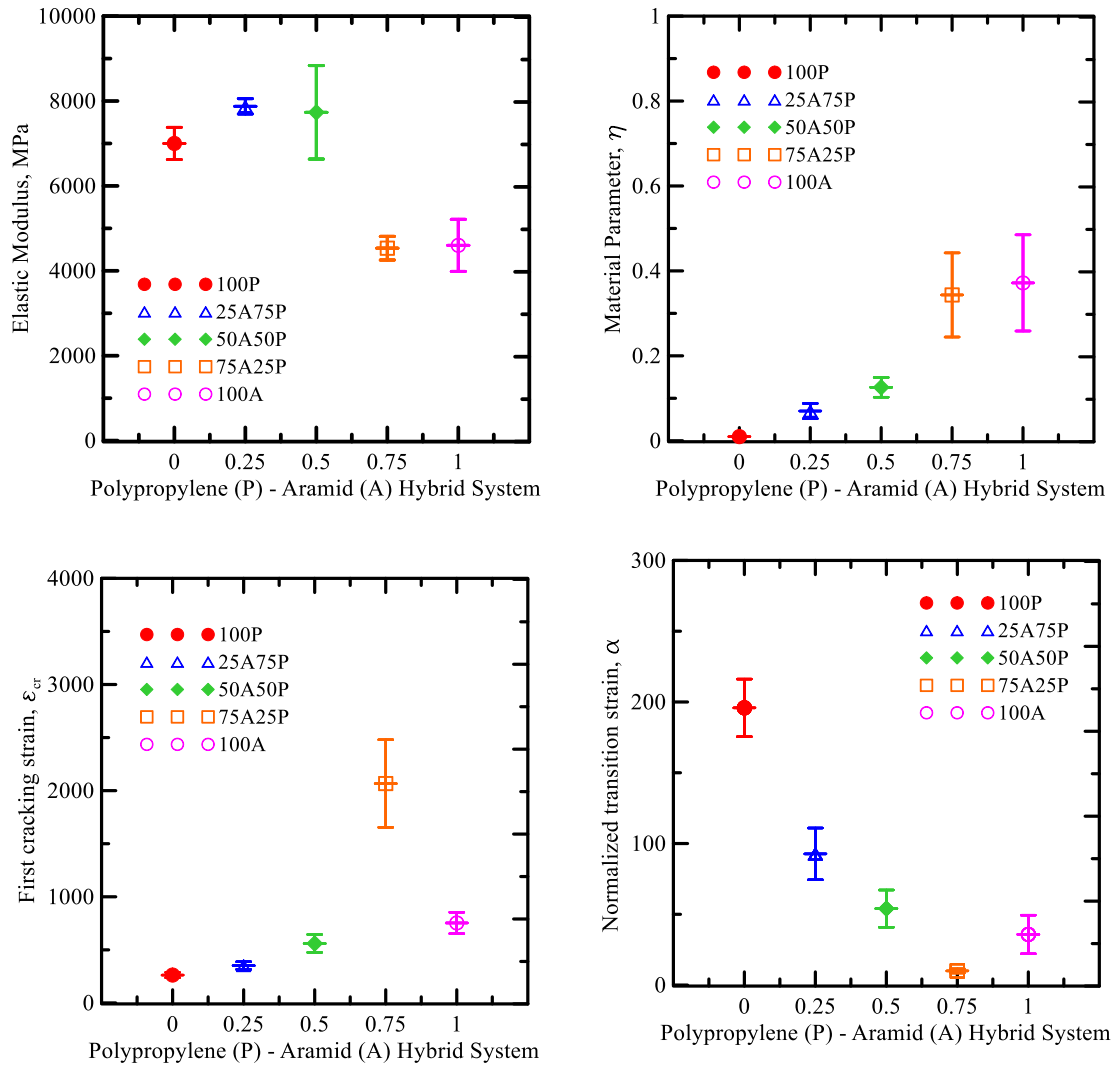 10000
8000
6000
4000
2000
0
Elastic Modulus, MPa
100P
25A75P
50A50P
75A25P
100A
0 0.25 0.5 0.75 1
Polypropylene (P) - Aramid (A) Hybrid System
1
0.8
0.6
0.4
0.2
0
Material Parameter, η
100P
25A75P
50A50P
75A25P
100A
0 0.25 0.5 0.75 1
Polypropylene (P) - Aramid (A) Hybrid System
4000
3000
2000
1000
0
First cracking strain, εcr
100P
25A75P
50A50P
75A25P
100A
0 0.25 0.5 0.75 1
Polypropylene (P) - Aramid (A) Hybrid System
300
200
100
0
Normalized transition strain, α
100P
25A75P
50A50P
75A25P
100A
0 0.25 0.5 0.75 1
Polypropylene (P) - Aramid (A) Hybrid System